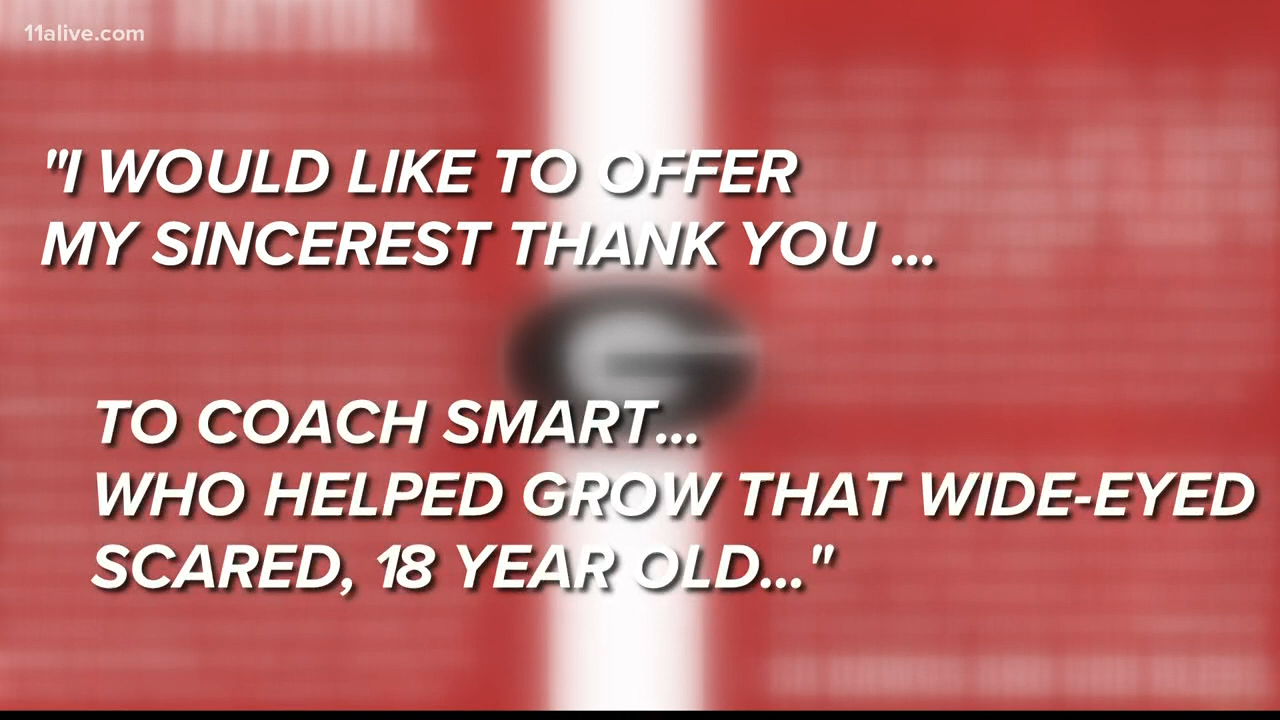 11alive.com
"I WOULD LIKE TO OFFER
MY SINCEREST THANK YOU ...
TO COACH SMART...
WHO HELPED GROW THAT WIDE-EYED
SCARED, 18 YEAR OLD..."
G